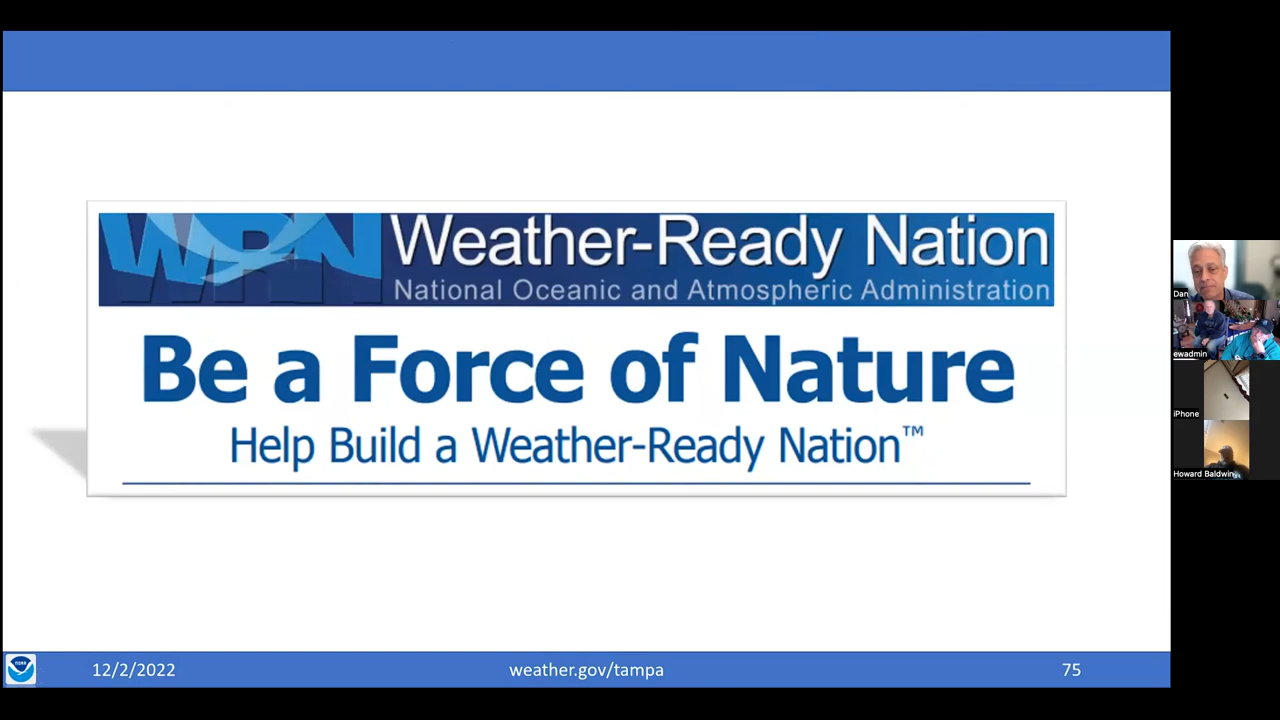 WRN
Weather-Ready Nation
National Oceanic and Atmospheric Administration
Be a Force of Nature
Help Build a Weather-Ready Nation™
Dan
ewadmin
iPhone
Howard Baldwin
NOAA
12/2/2022
weather.gov/tampa
75